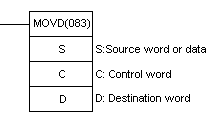 MOVD(083)
S S:Source word or data
C C: Control word
D D: Destination word